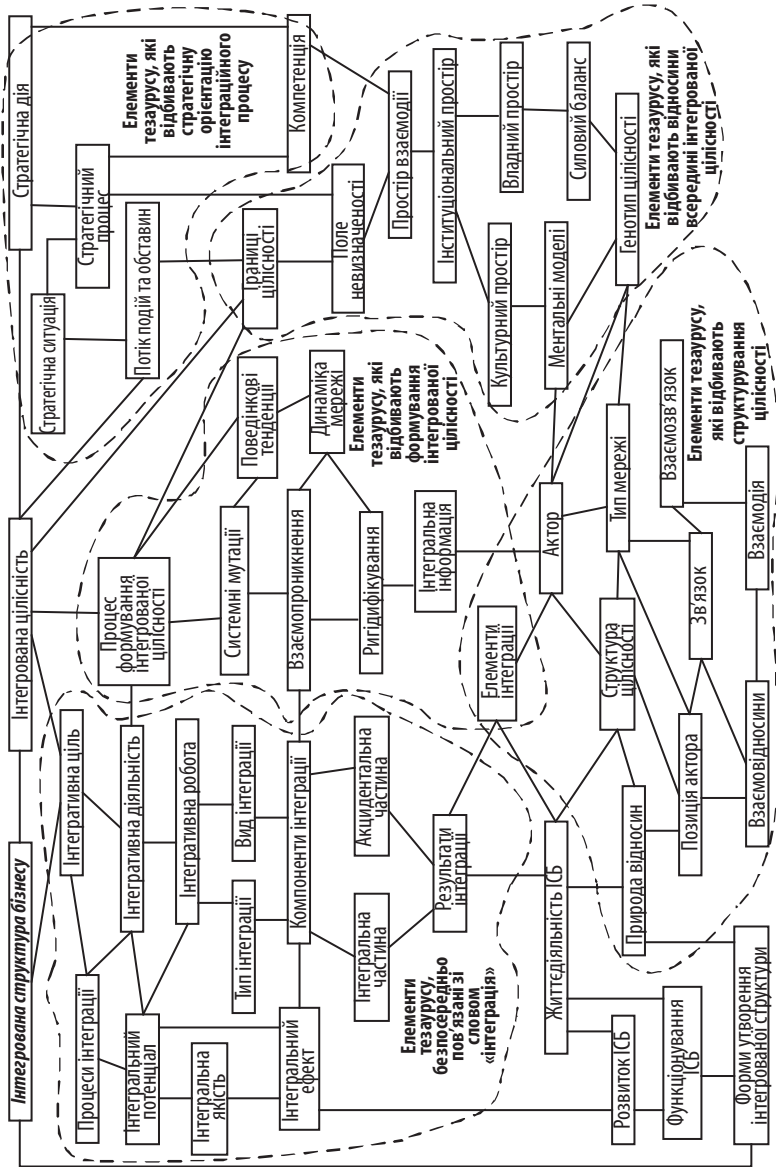 Інтегрована структура бізнесу
Інтегрована цілісність
Стратегічна дія
Процеси інтеграції
Інтегративна ціль
Інтегральний
потенціал
Інтегративна діяльність
Інтегральна
якість
Інтегративна робота
Тип інтеграції
Вид інтеграції
Інтегральний
ефект
Компоненти інтеграції
Інтегральна
частина
Акцидентальна
частина
Результати
інтеграції
Елементи
тезаурусу,
безпосередньо
пов'язані зі
словом
«інтеграція»
Процес
формування
інтегрованої
цілісності
Системні мутації
Поведінкові
тенденції
Взаємопроникнення
Динаміка
мережі
Ригідифікування
Інтегральна
інформація
Елементи
тезаурусу, які
відбивають
формування
інтегрованої
цілісності
Елементи
інтеграції
Стратегічна ситуація
Стратегічний
процес
Потік подій та обставин
Елементи
тезаурусу, які
відбивають
стратегічну
орієнтацію
інтеграційного
процесу
Компетенція
Границі
цілісності
Поле
невизначеності
Простір взаємодії
Інституціональний простір
Культурний простір
Владний простір
Ментальні моделі
Силовий баланс
Генотип цілісності
Елементи тезаурусу, які
відбивають відносини
всередині інтегрованої
цілісності
Актор
Тип мережі
Структура
цілісності
Взаємозв'язок
Зв'язок
Елементи тезаурусу,
які відбивають
структурування
цілісності
Взаємодія
Життєдіяльність ІСБ
Природа відносин
Позиція актора
Взаємовідносини
Розвиток ІСБ
Функціонування
ІСБ
Форми утворення
інтегрованої структури